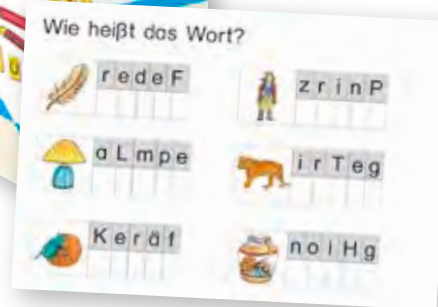 Wie heißt das Wort?
r e d e F
z r i n P
a L m p e
i r T e g
K e r ä f
n o i H g